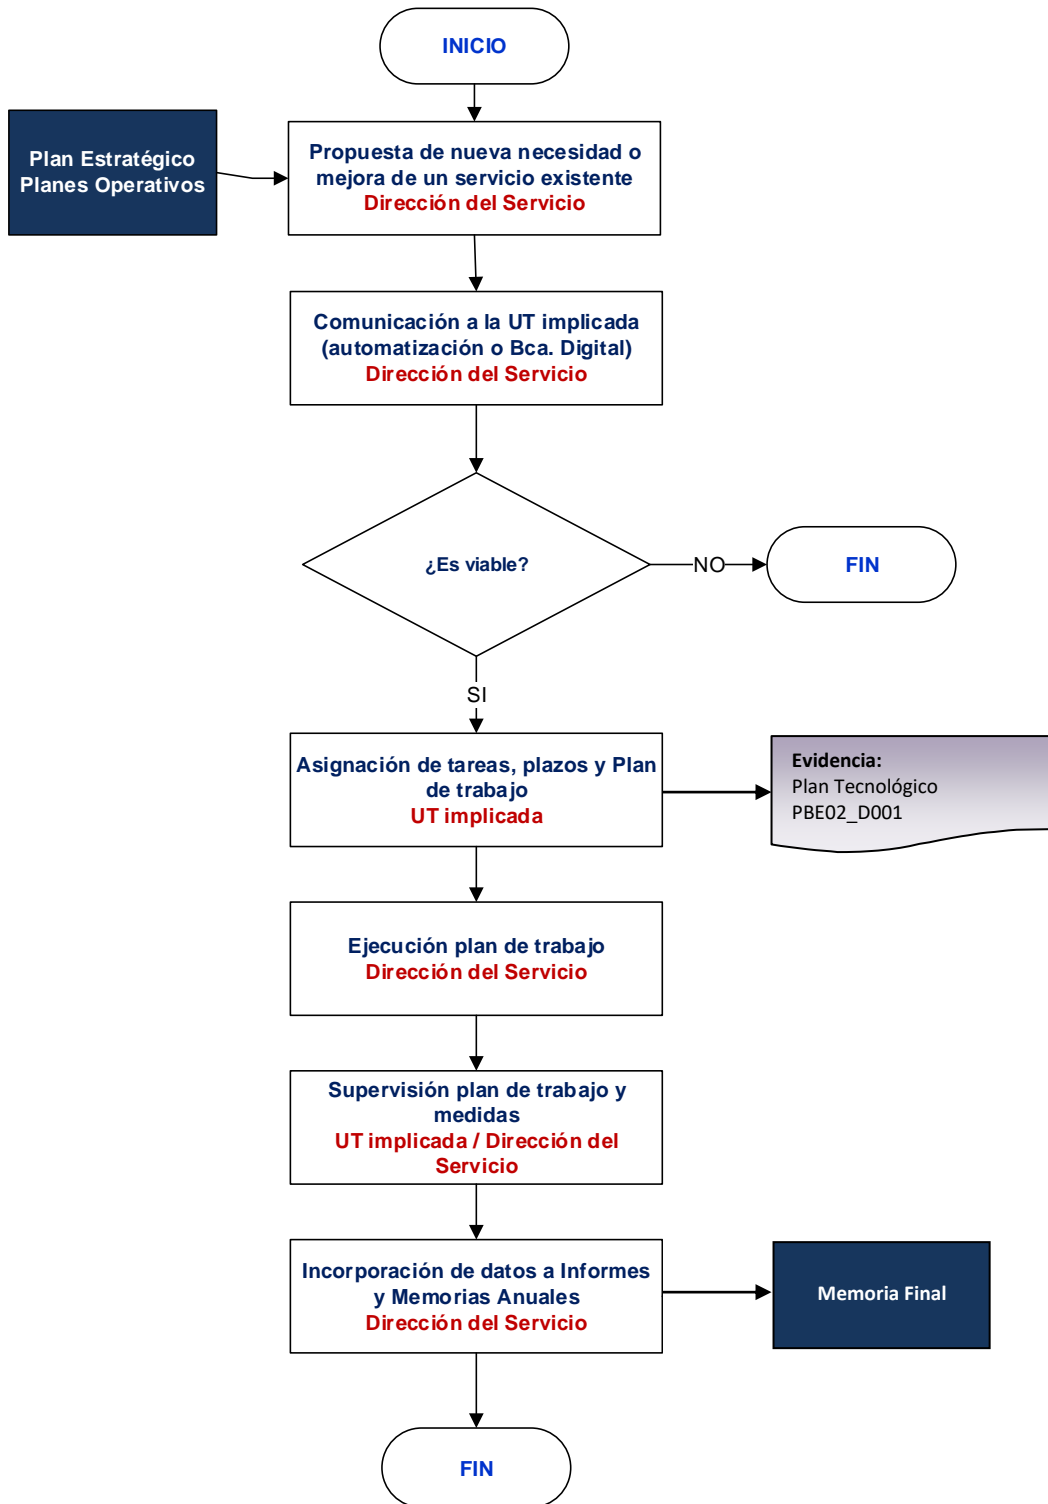 INICIO
Plan Estratégico
Planes Operativos
Propuesta de nueva necesidad o
mejora de un servicio existente
Dirección del Servicio
Comunicación a la UT implicada
(automatización o Bca. Digital)
Dirección del Servicio
¿Es viable?
NO
FIN
SI
Asignación de tareas, plazos y Plan
de trabajo
UT implicada
Evidencia:
Plan Tecnológico
PBE02_D001
Ejecución plan de trabajo
Dirección del Servicio
Supervisión plan de trabajo y
medidas
UT implicada / Dirección del
Servicio
Incorporación de datos a Informes
y Memorias Anuales
Dirección del Servicio
Memoria Final
FIN